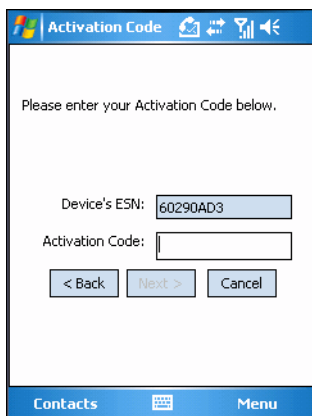 Activation Code
Please enter your Activation Code below.
Device's ESN: 60290AD3
Activation Code:
< Back Next > Cancel
Contacts Menu